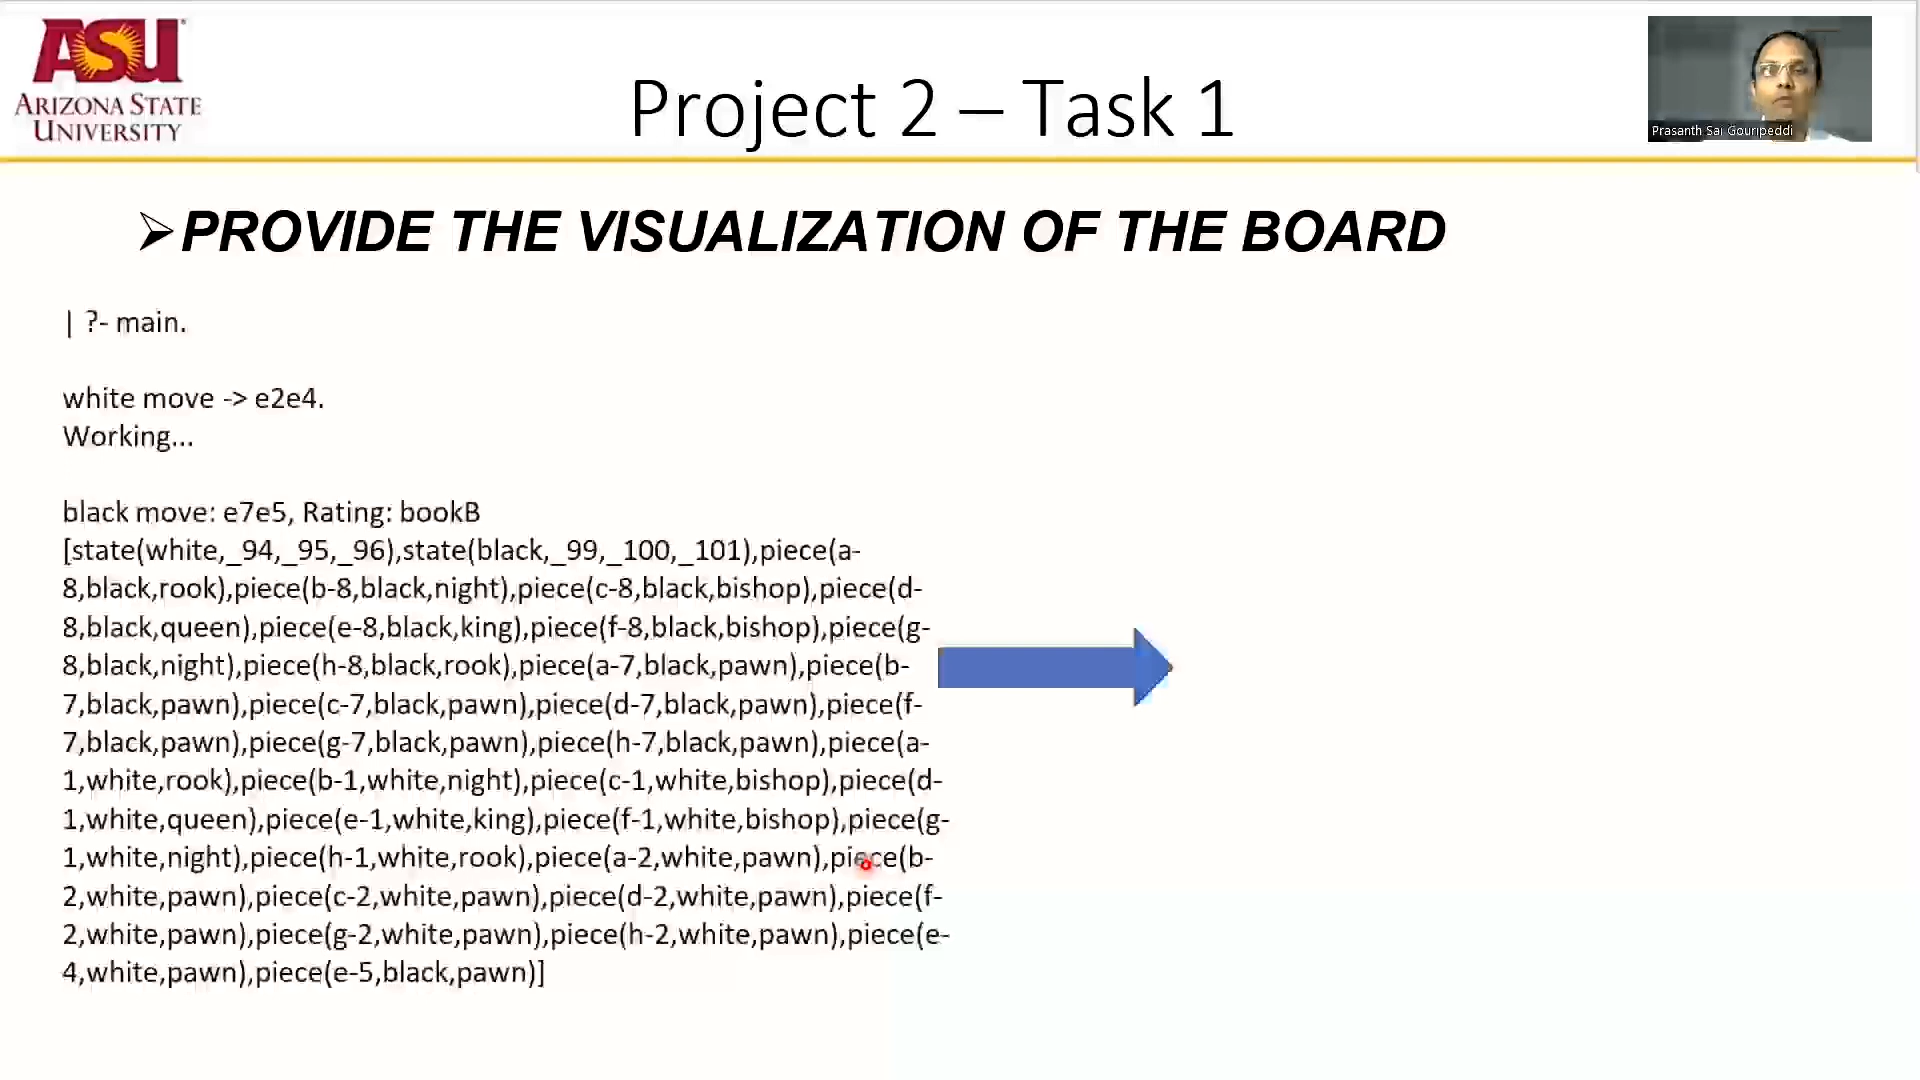 ASU
ARIZONA STATE
UNIVERSITY
Project 2 – Task 1
Prasanth Sai Gouripeddi
PROVIDE THE VISUALIZATION OF THE BOARD
| ?- main.
white move -> e2e4.
Working...
black move: e7e5, Rating: bookB
[state(white,_94,_95,_96),state(black,_99,_100,_101),piece(a-
8,black,rook),piece(b-8,black,night),piece(c-8,black,bishop),piece(d-
8,black,queen),piece(e-8,black,king),piece(f-8,black,bishop),piece(g-
8,black,night),piece(h-8,black,rook),piece(a-7,black,pawn),piece(b-
7,black,pawn),piece(c-7,black,pawn),piece(d-7,black,pawn),piece(f-
7,black,pawn),piece(g-7,black,pawn),piece(h-7,black,pawn),piece(a-
1,white,rook),piece(b-1,white,night),piece(c-1,white,bishop),piece(d-
1,white,queen),piece(e-1,white,king),piece(f-1,white,bishop),piece(g-
1,white,night),piece(h-1,white,rook),piece(a-2,white,pawn),piece(b-
2,white,pawn),piece(c-2,white,pawn),piece(d-2,white,pawn),piece(f-
2,white,pawn),piece(g-2,white,pawn),piece(h-2,white,pawn),piece(e-
4,white,pawn),piece(e-5,black,pawn)]